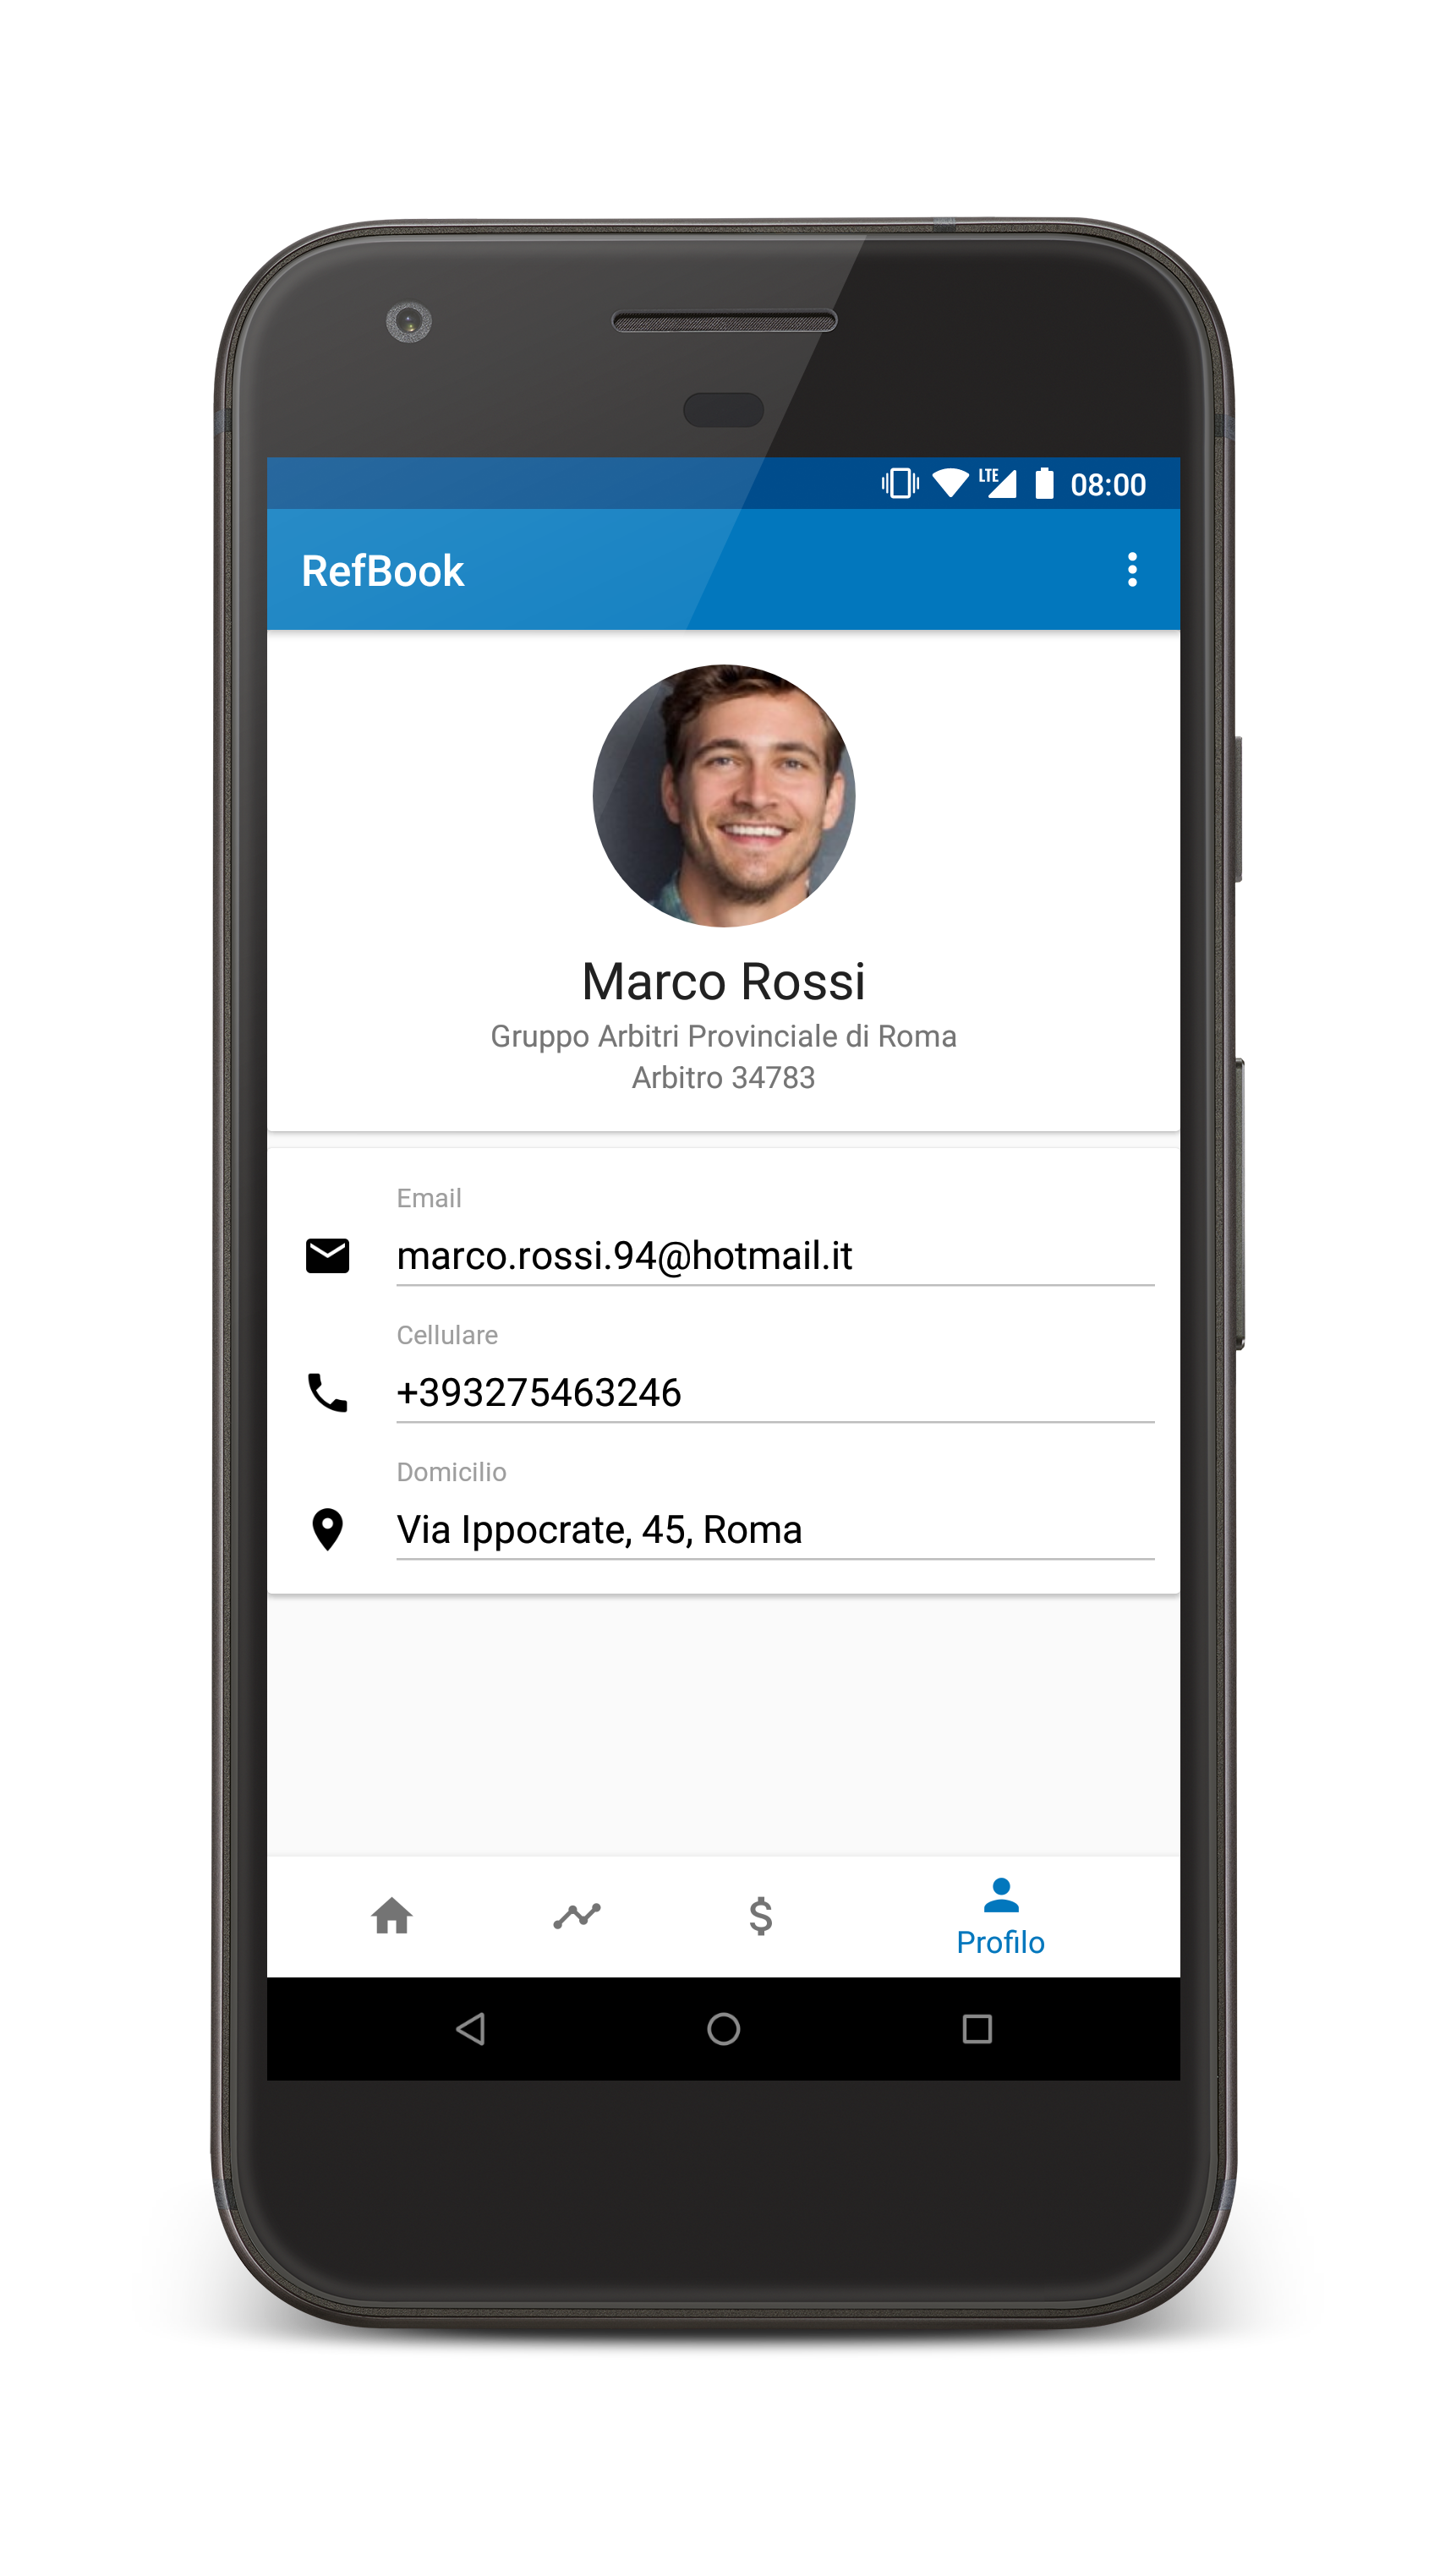 LTE 08:00
RefBook
Marco Rossi
Gruppo Arbitri Provinciale di Roma
Arbitro 34783
Email
marco.rossi.94@hotmail.it
Cellulare
+393275463246
Domicilio
Via Ippocrate, 45, Roma
$
Profilo